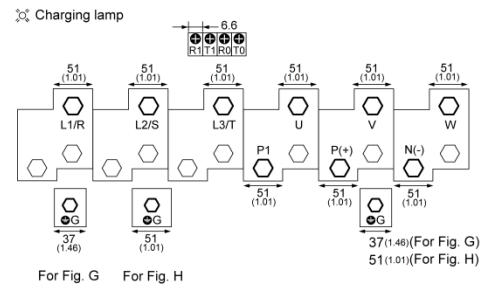 Charging lamp
6.6
R1 T1 R0 T0
51 51 51 51 51 51
(1.01) (1.01) (1.01) (1.01) (1.01) (1.01)
L1/R L2/S L3/T U V W
P1 P(+) N(-)
51 51 51
(1.01) (1.01) (1.01)
G G G
37 51 37(1.46)(For Fig. G)
(1.46) (1.01) 51(1.01)(For Fig. H)
For Fig. G For Fig. H